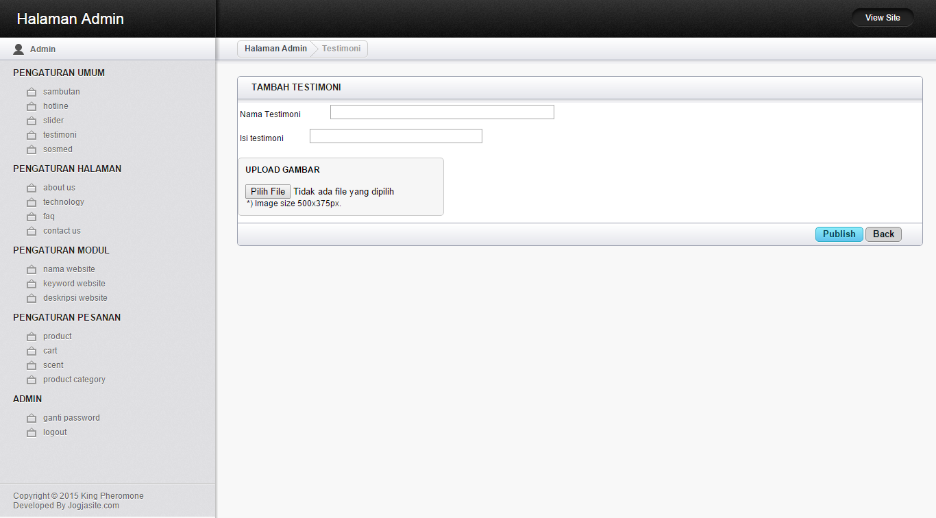 Halaman Admin
View Site
Admin
Halaman Admin
Testimoni
PENGATURAN UMUM
sambutan
hotline
slider
testimoni
sosmed
PENGATURAN HALAMAN
about us
technology
faq
contact us
PENGATURAN MODUL
nama website
keyword website
deskripsi website
PENGATURAN PESANAN
product
cart
scent
product category
ADMIN
ganti password
logout
Copyright © 2015 King Pheromone
Developed By Jogjasite.com
TAMBAH TESTIMONI
Nama Testimoni
Isi testimoni
UPLOAD GAMBAR
Pilih File Tidak ada file yang dipilih
*) Image size 500x375px.
Publish Back